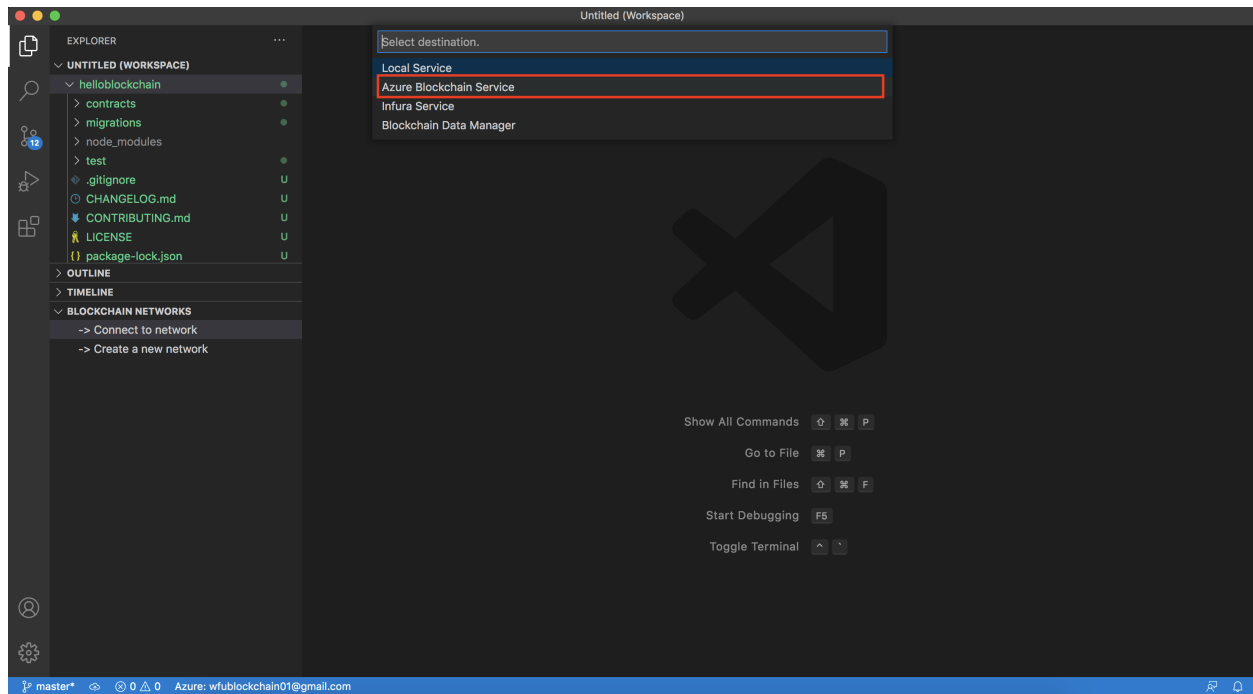 Untitled (Workspace)
EXPLORER ...
UNTITLED (WORKSPACE)
helloblockchain
contracts
migrations
node_modules
test
.gitignore U
CHANGELOG.md U
CONTRIBUTING.md U
LICENSE U
{} package-lock.json U
OUTLINE
TIMELINE
BLOCKCHAIN NETWORKS
-> Connect to network
-> Create a new network
12
Select destination.
Local Service
Azure Blockchain Service
Infura Service
Blockchain Data Manager
Show All Commands ⇧ ⌘ P
Go to File ⌘ P
Find in Files ⇧ ⌘ F
Start Debugging F5
Toggle Terminal ^ `
master* 0 0 Azure: wfublockchain01@gmail.com